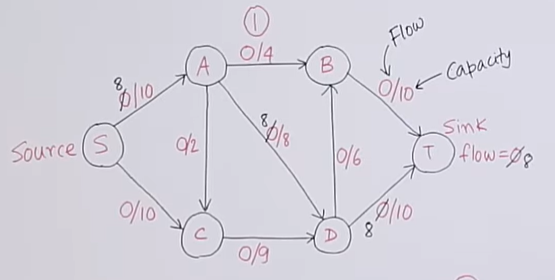 ①
Flow
A
0/4
B
Capacity
8
0/10
0/10
Source
S
0/2
8
0/8
0/6
T
Sink
flow=0 8
0/10
C
0/9
D
8
0/10